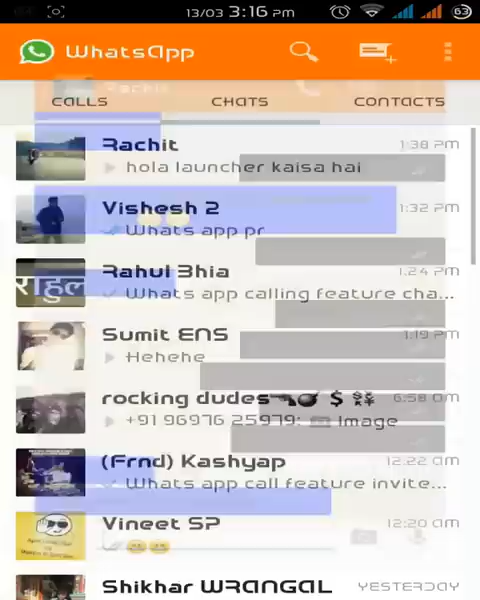 13/03 3:16 PM 63
WhatsApp
CALLS CHATS CONTACTS
Rachit 1:38 PM
hola launcher kaisa hai
Vishesh 2 1:32 PM
Whats app pr
Rahul Bhia 1:24 PM
राहुल
Whats app calling feature cha...
Sumit ENS 1:19 PM
Hehehe
rocking dudes🔫💣 $ 💱 6:58 AM
+91 96976 25979: 📷 Image
(Frnd) Kashyap 12:22 AM
Whats app call feature invite...
Vineet SP 12:20 AM
😁😁
Shikhar WRANGAL YESTERDAY